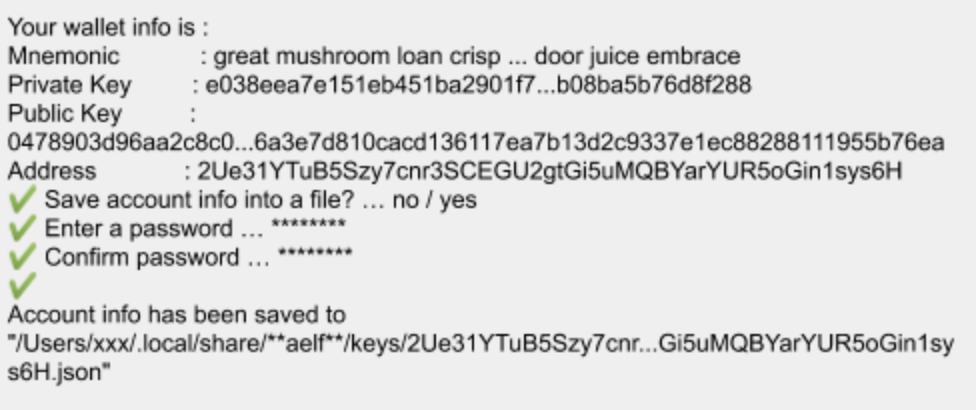 Your wallet info is :
Mnemonic : great mushroom loan crisp ... door juice embrace
Private Key : e038eea7e151eb451ba2901f7...b08ba5b76d8f288
Public Key :
0478903d96aa2c8c0...6a3e7d810cacd136117ea7b13d2c9337e1ec88288111955b76ea
Address : 2Ue31YTuB5Szy7cnr3SCEGU2gtGi5uMQBYarYUR5oGin1sys6H
✔ Save account info into a file? … no / yes
✔ Enter a password … ********
✔ Confirm password … ********
✔
Account info has been saved to
"/Users/xxx/.local/share/**aelf**/keys/2Ue31YTuB5Szy7cnr...Gi5uMQBYarYUR5oGin1sy
s6H.json"